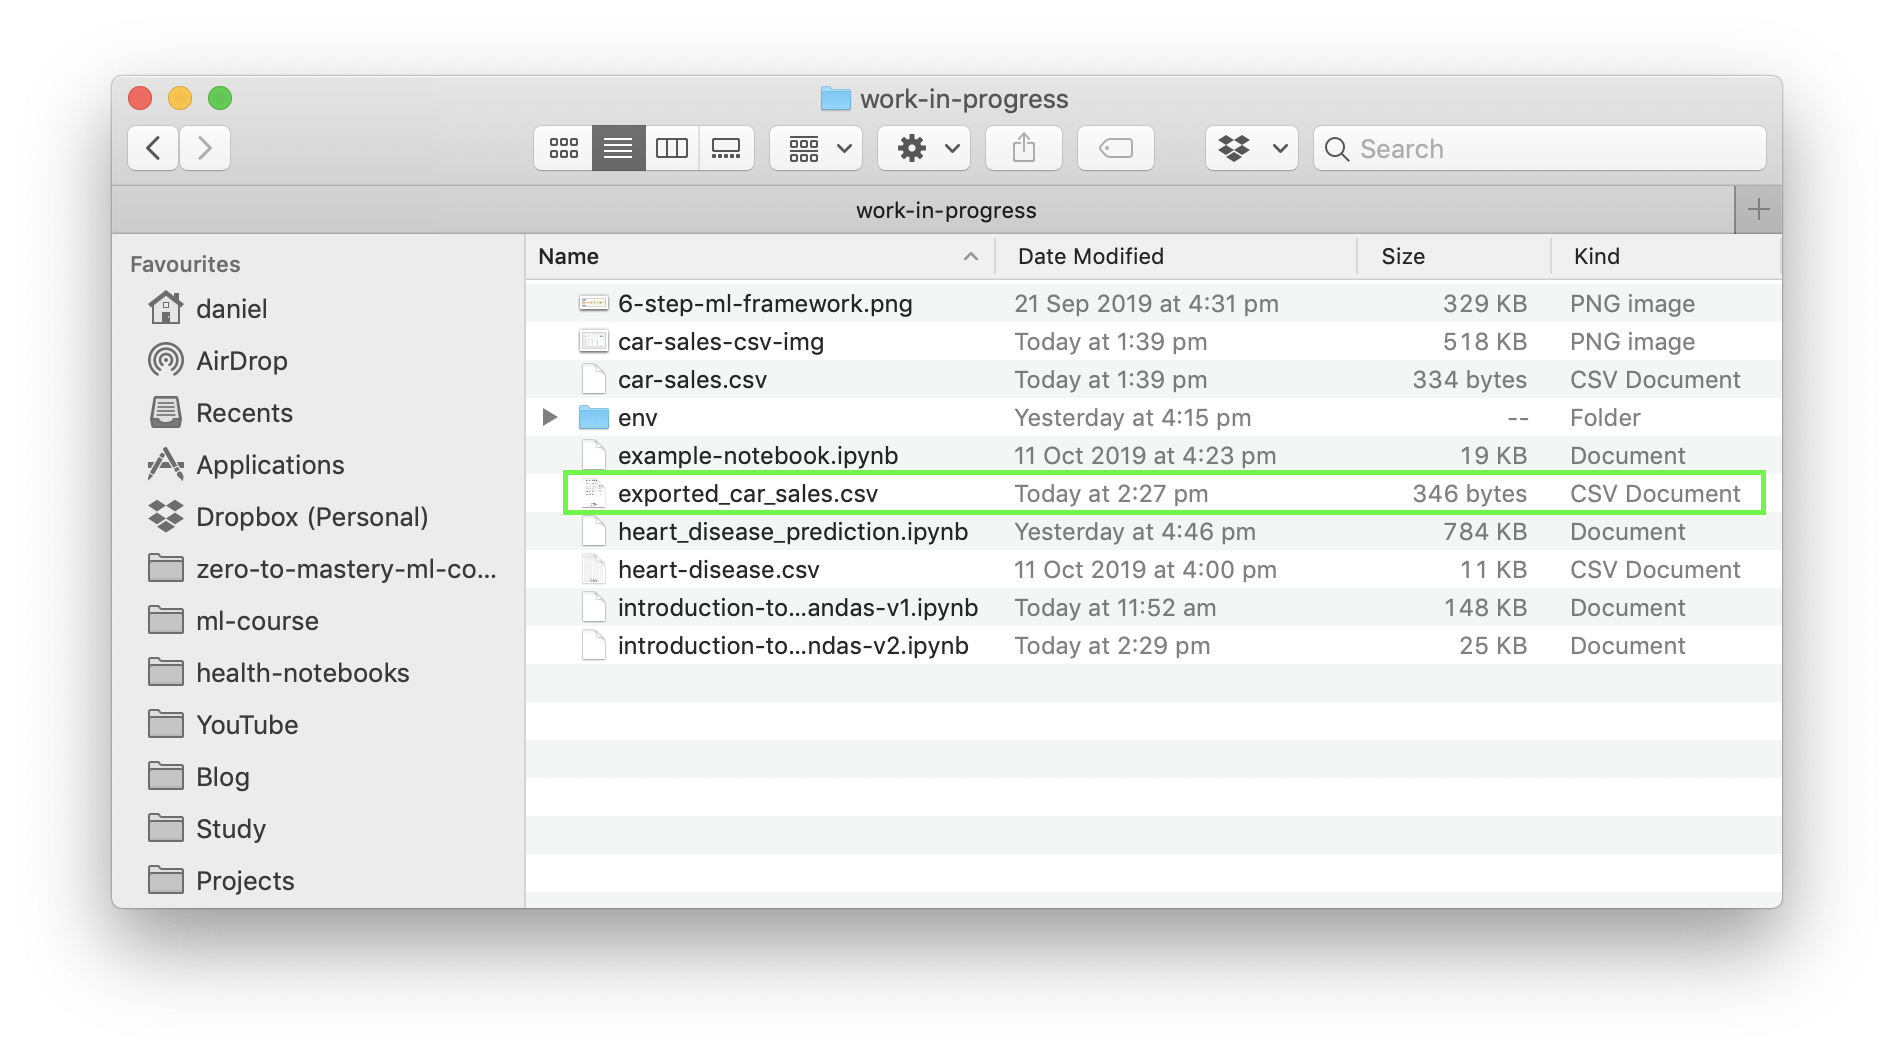 work-in-progress
Search
work-in-progress
Favourites
daniel
AirDrop
Recents
Applications
Dropbox (Personal)
zero-to-mastery-ml-co...
ml-course
health-notebooks
YouTube
Blog
Study
Projects
Name Date Modified Size Kind
6-step-ml-framework.png 21 Sep 2019 at 4:31 pm 329 KB PNG image
car-sales-csv-img Today at 1:39 pm 518 KB PNG image
car-sales.csv Today at 1:39 pm 334 bytes CSV Document
env Yesterday at 4:15 pm -- Folder
example-notebook.ipynb 11 Oct 2019 at 4:23 pm 19 KB Document
exported_car_sales.csv Today at 2:27 pm 346 bytes CSV Document
heart_disease_prediction.ipynb Yesterday at 4:46 pm 784 KB Document
heart-disease.csv 11 Oct 2019 at 4:00 pm 11 KB CSV Document
introduction-to...andas-v1.ipynb Today at 11:52 am 148 KB Document
introduction-to...ndas-v2.ipynb Today at 2:29 pm 25 KB Document